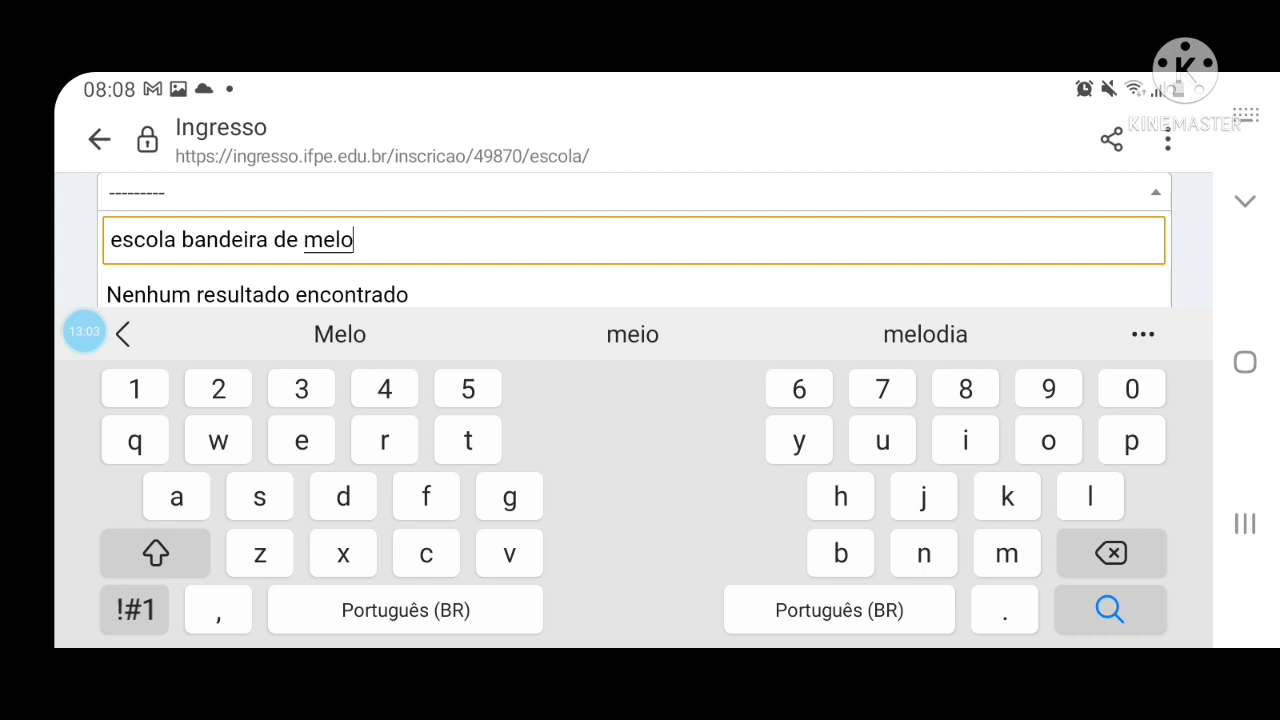 08:08
KINEMASTER
Ingresso
https://ingresso.ifpe.edu.br/inscricao/49870/escola/
---------
escola bandeira de melo
Nenhum resultado encontrado
13:03
Melo meio melodia
1 2 3 4 5 6 7 8 9 0
q w e r t y u i o p
a s d f g h j k l
z x c v b n m
!#1 , Português (BR) Português (BR) .